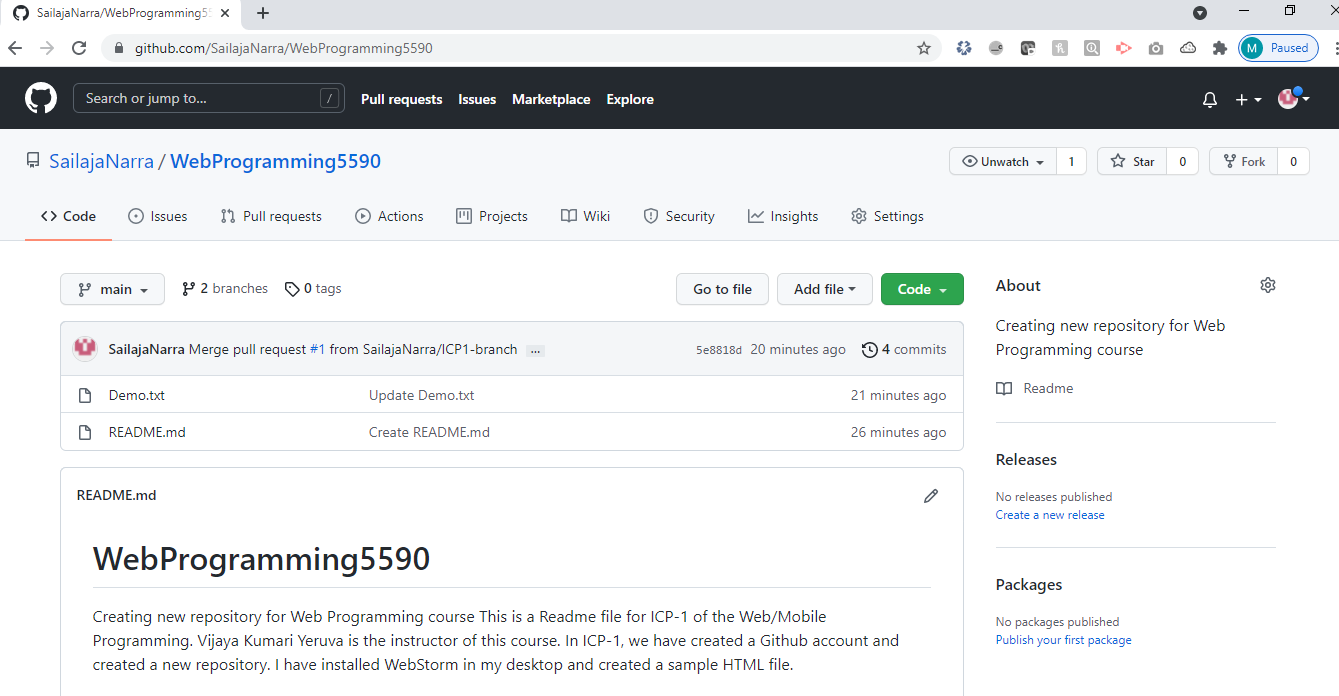 SailajaNarra/WebProgramming55
github.com/SailajaNarra/WebProgramming5590
M Paused
Search or jump to... /
Pull requests Issues Marketplace Explore
SailajaNarra / WebProgramming5590
Unwatch 1 Star 0 Fork 0
Code Issues Pull requests Actions Projects Wiki Security Insights Settings
main 2 branches 0 tags Go to file Add file Code
SailajaNarra Merge pull request #1 from SailajaNarra/ICP1-branch ... 5e8818d 20 minutes ago 4 commits
Demo.txt Update Demo.txt 21 minutes ago
README.md Create README.md 26 minutes ago
README.md
WebProgramming5590
Creating new repository for Web Programming course This is a Readme file for ICP-1 of the Web/Mobile
Programming. Vijaya Kumari Yeruva is the instructor of this course. In ICP-1, we have created a Github account and
created a new repository. I have installed WebStorm in my desktop and created a sample HTML file.
About
Creating new repository for Web
Programming course
Readme
Releases
No releases published
Create a new release
Packages
No packages published
Publish your first package